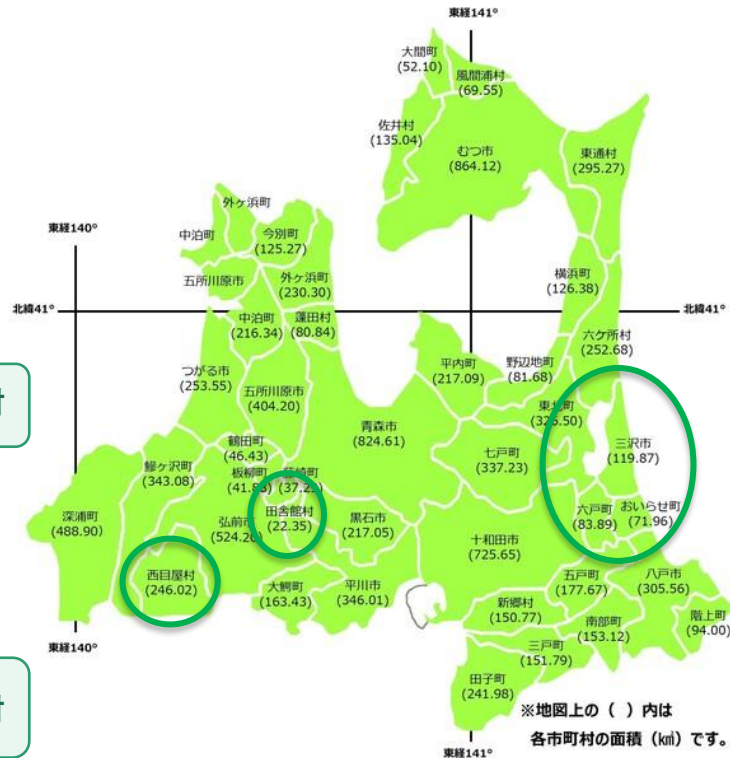 東経141°
大間町
(52.10)
風間浦村
(69.55)
佐井村
(135.04)
むつ市
(864.12)
東通村
(295.27)
東経140°
外ヶ浜町
中泊町
今別町
(125.27)
五所川原市
外ヶ浜町
(230.30)
横浜町
(126.38)
北緯41°
北緯41°
中泊町
(216.34)
蓬田村
(80.84)
六ケ所村
(252.68)
つがる市
(253.55)
平内町
(217.09)
野辺地町
(81.68)
五所川原市
(404.20)
東北町
(326.50)
青森市
(824.61)
三沢市
(119.87)
鶴田町
(46.43)
七戸町
(337.23)
鰺ヶ沢町
(343.08)
板柳町
(41.88)
藤崎町
深浦町
(488.90)
弘前市
田舎館村
(22.35)
黒石市
(217.05)
六戸町
(83.89)
おいらせ町
(71.96)
十和田市
(725.65)
西目屋村
(246.02)
大鰐町
(163.43)
平川市
(346.01)
五戸町
(177.67)
八戸市
(305.56)
新郷村
(150.77)
南部町
(153.12)
階上町
(94.00)
三戸町
(151.79)
東経140°
田子町
(241.98)
※地図上の（ ）内は
各市町村の面積（k㎡）です。
東経141°